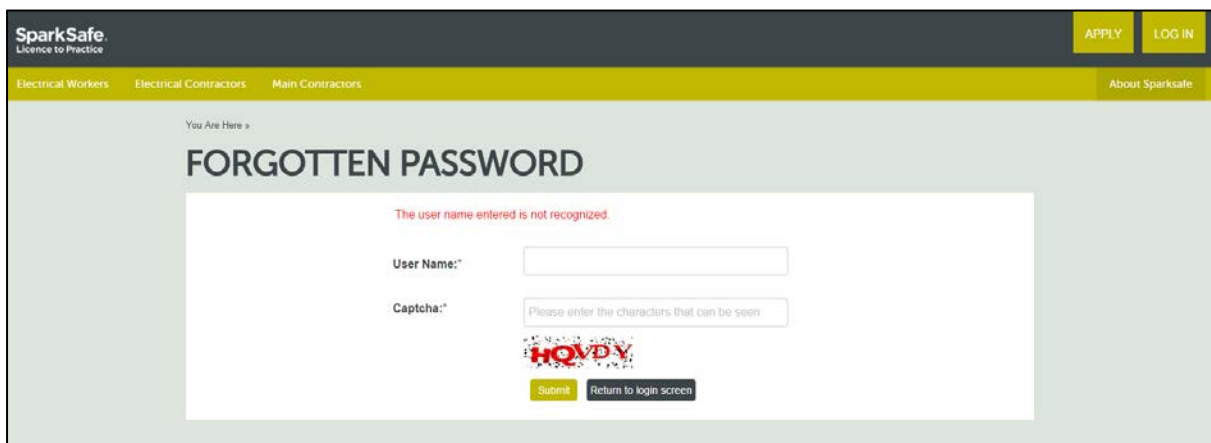 SparkSafe.
Licence to Practice
APPLY
LOG IN
Electrical Workers
Electrical Contractors
Main Contractors
About Sparksafe
You Are Here »
FORGOTTEN PASSWORD
The user name entered is not recognized.
User Name:*
Captcha:*
Please enter the characters that can be seen
HQVDY
Submit
Return to login screen